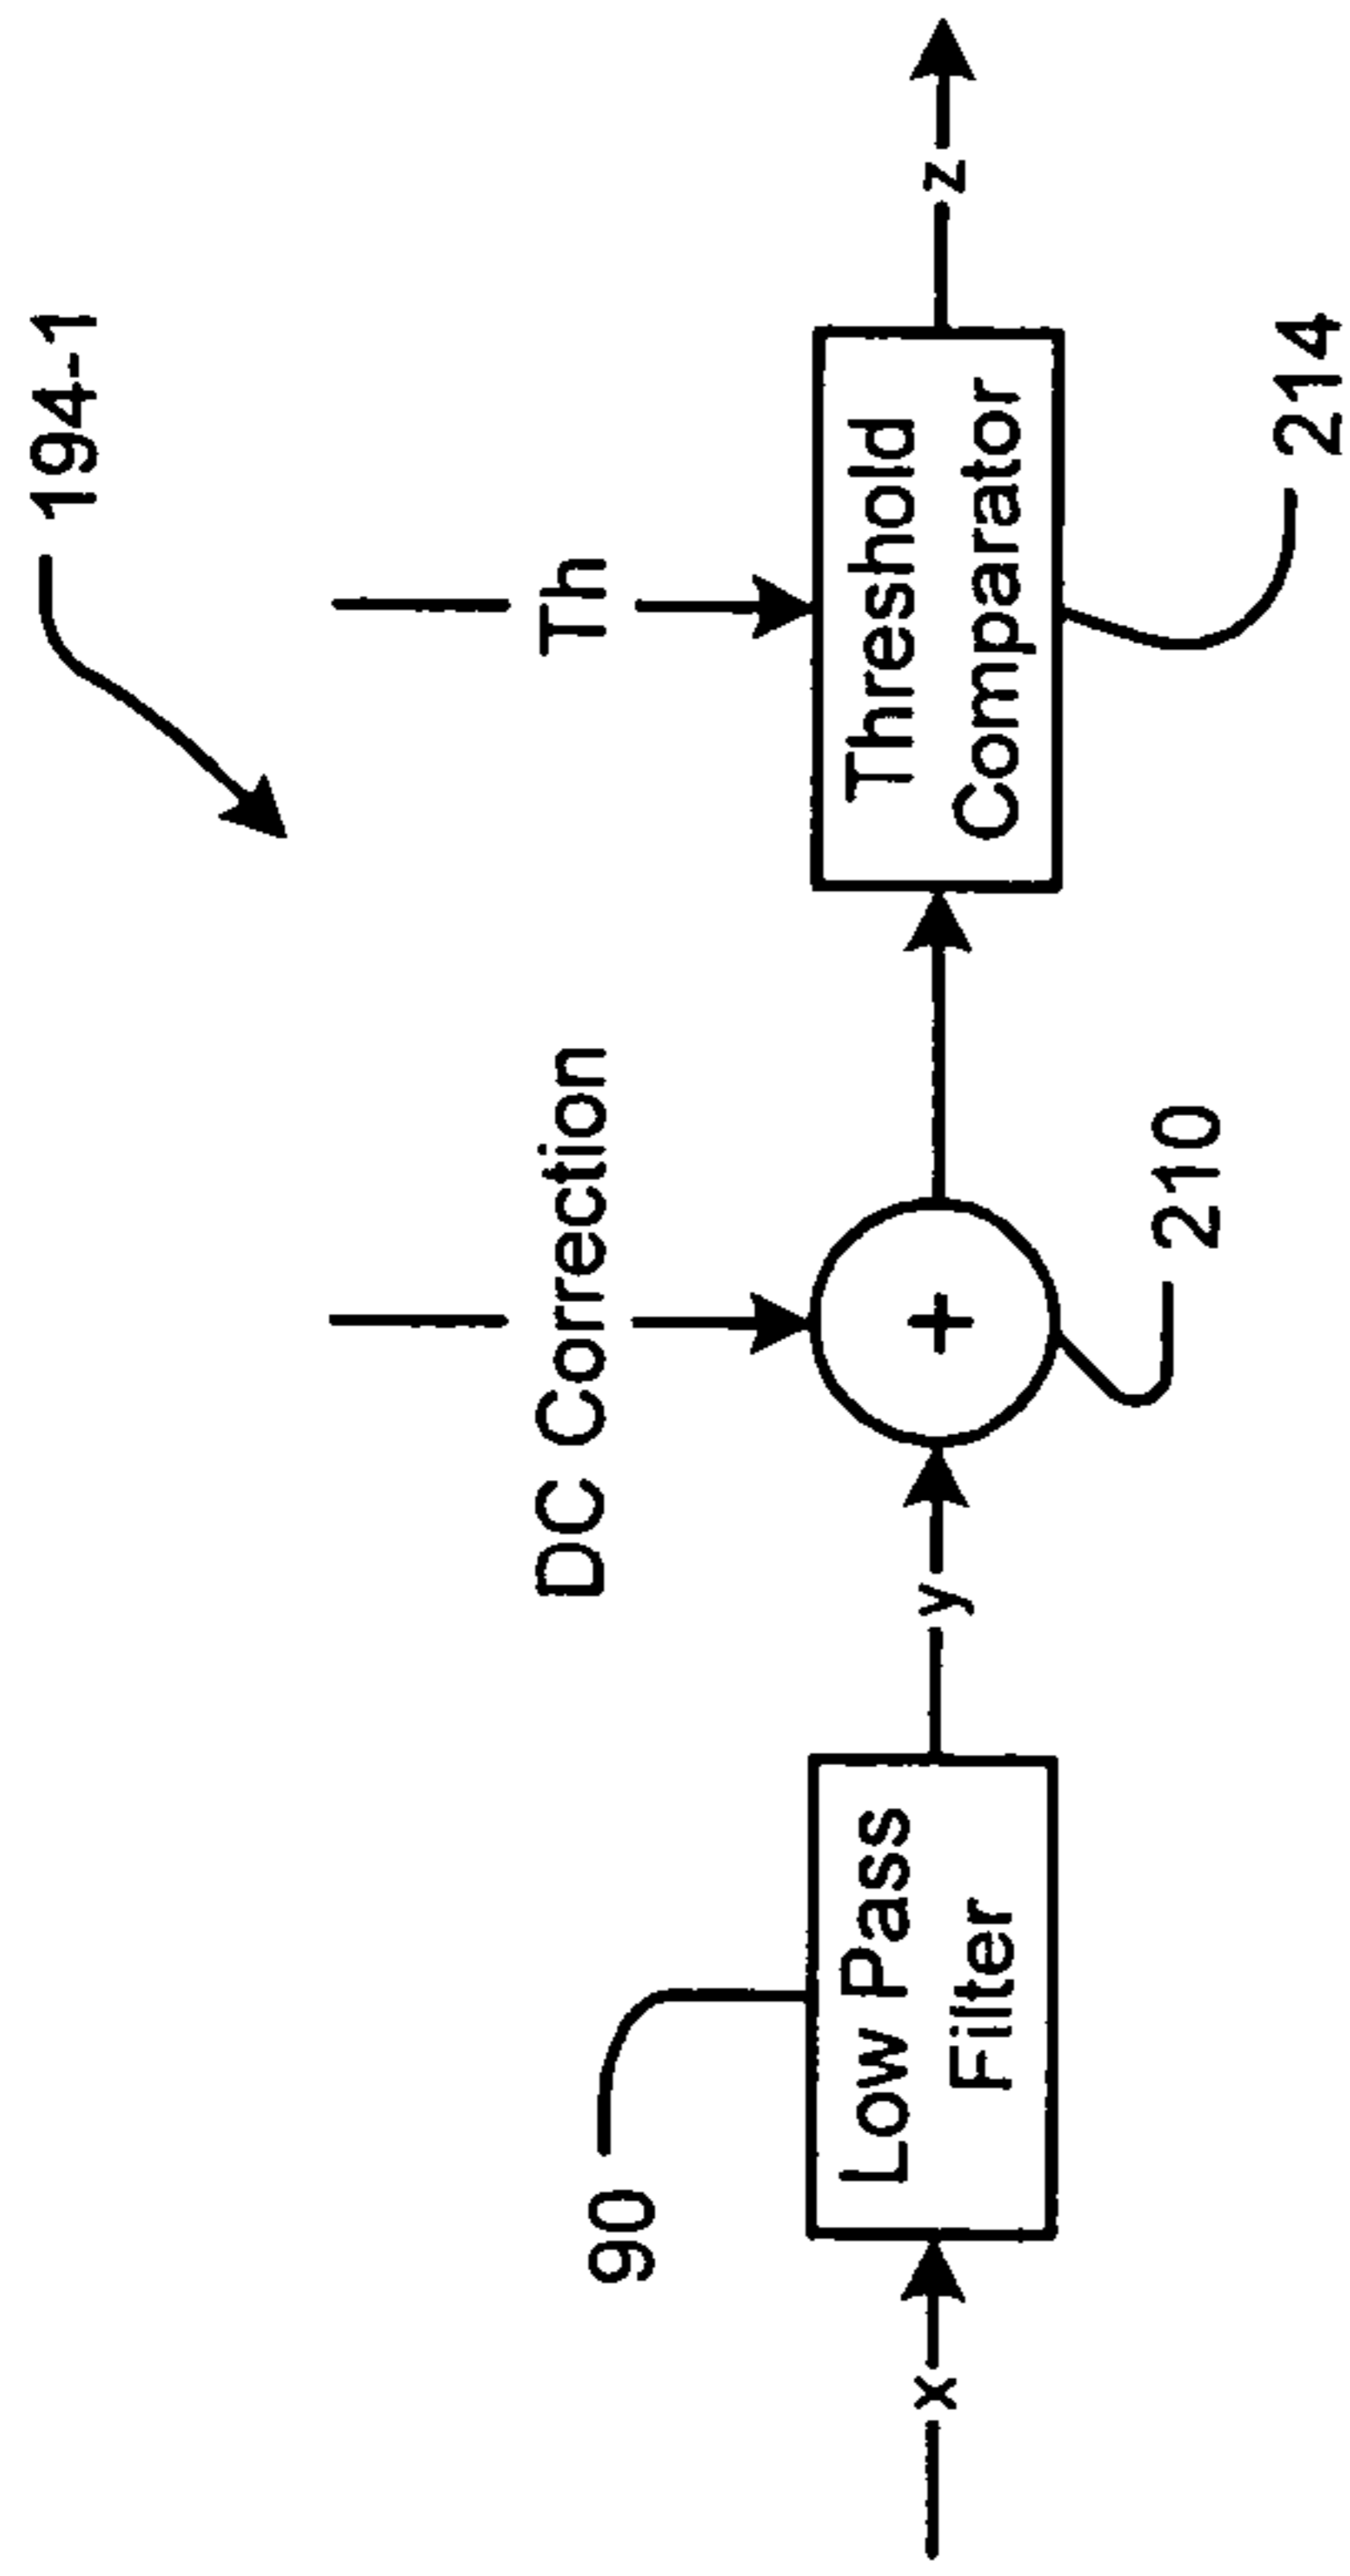 194-1
DC Correction
Th
90
x
Low Pass
Filter
y
+
Threshold
Comparator
z
210
214